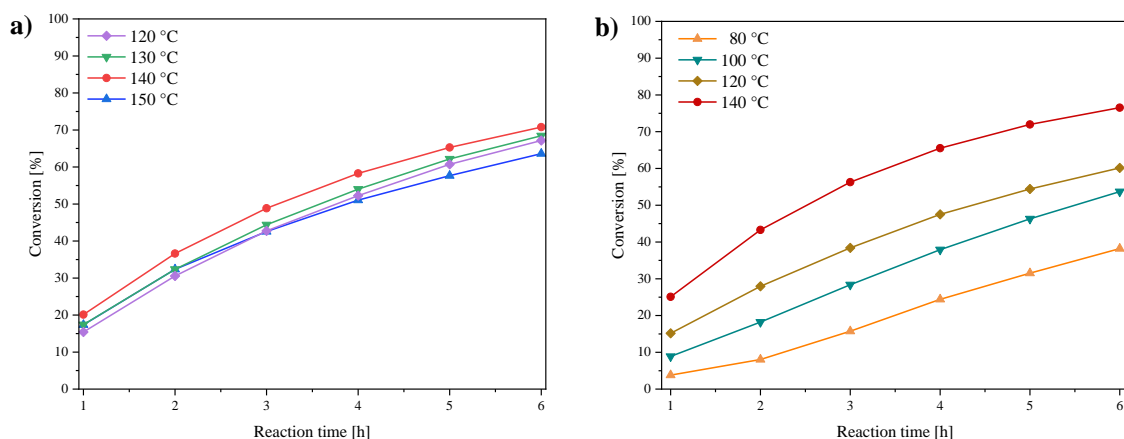 a)
120 °C
130 °C
140 °C
150 °C
100
90
80
70
60
50
40
30
20
10
0
Conversion [%]
1 2 3 4 5 6
Reaction time [h]
b)
80 °C
100 °C
120 °C
140 °C
100
90
80
70
60
50
40
30
20
10
0
Conversion [%]
1 2 3 4 5 6
Reaction time [h]